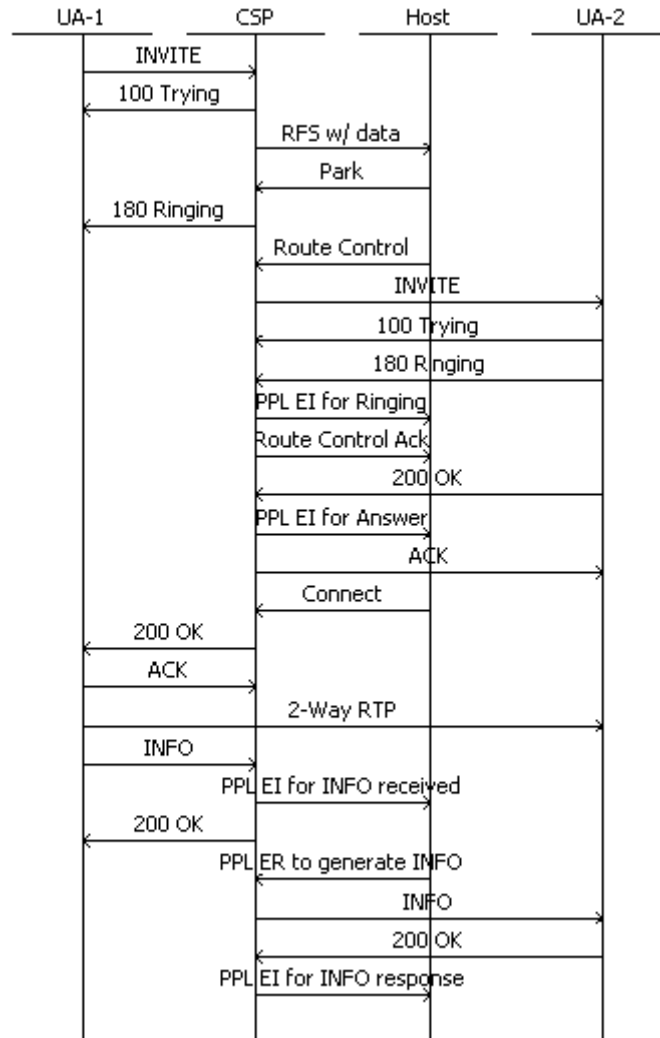 UA-1 CSP Host UA-2
INVITE
100 Trying
RFS w/ data
Park
180 Ringing
Route Control
INVITE
100 Trying
180 Ringing
PPL EI for Ringing
Route Control Ack
200 OK
PPL EI for Answer
ACK
Connect
200 OK
ACK
2-Way RTP
INFO
PPL EI for INFO received
200 OK
PPL ER to generate INFO
INFO
200 OK
PPL EI for INFO response